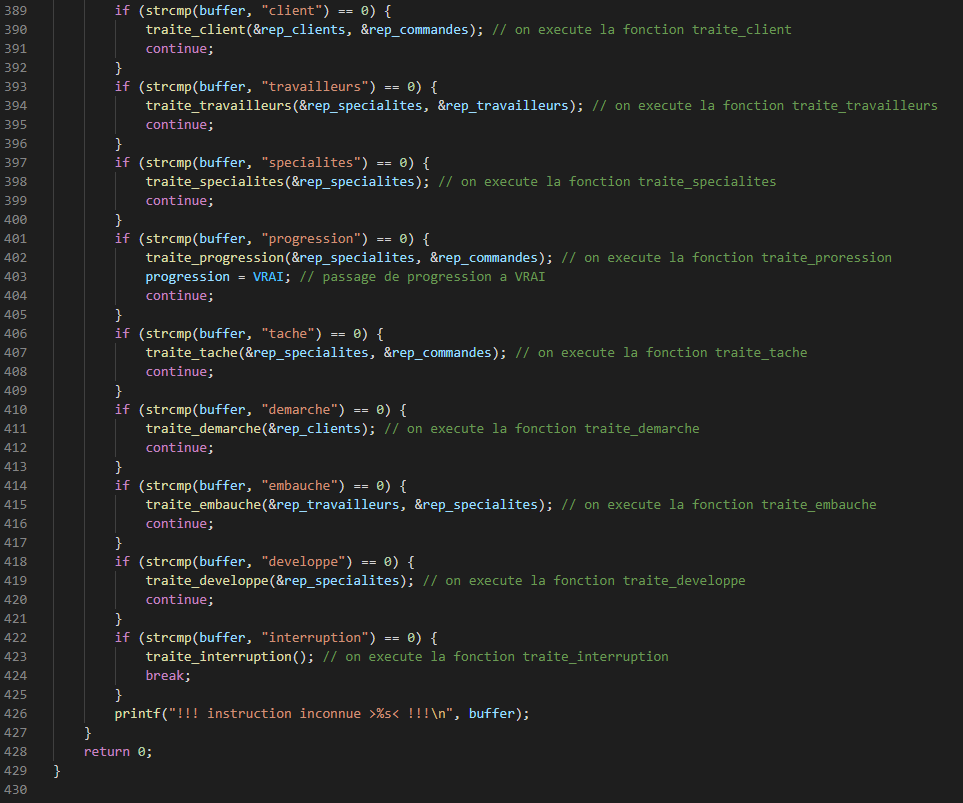 389 if (strcmp(buffer, "client") == 0) {
390 traite_client(&rep_clients, &rep_commandes); // on execute la fonction traite_client
391 continue;
392 }
393 if (strcmp(buffer, "travailleurs") == 0) {
394 traite_travailleurs(&rep_specialites, &rep_travailleurs); // on execute la fonction traite_travailleurs
395 continue;
396 }
397 if (strcmp(buffer, "specialites") == 0) {
398 traite_specialites(&rep_specialites); // on execute la fonction traite_specialites
399 continue;
400 }
401 if (strcmp(buffer, "progression") == 0) {
402 traite_progression(&rep_specialites, &rep_commandes); // on execute la fonction traite_proression
403 progression = VRAI; // passage de progression a VRAI
404 continue;
405 }
406 if (strcmp(buffer, "tache") == 0) {
407 traite_tache(&rep_specialites, &rep_commandes); // on execute la fonction traite_tache
408 continue;
409 }
410 if (strcmp(buffer, "demarche") == 0) {
411 traite_demarche(&rep_clients); // on execute la fonction traite_demarche
412 continue;
413 }
414 if (strcmp(buffer, "embauche") == 0) {
415 traite_embauche(&rep_travailleurs, &rep_specialites); // on execute la fonction traite_embauche
416 continue;
417 }
418 if (strcmp(buffer, "developpe") == 0) {
419 traite_developpe(&rep_specialites); // on execute la fonction traite_developpe
420 continue;
421 }
422 if (strcmp(buffer, "interruption") == 0) {
423 traite_interruption(); // on execute la fonction traite_interruption
424 break;
425 }
426 printf("!!! instruction inconnue >%s< !!!\n", buffer);
427 }
428 return 0;
429 }
430